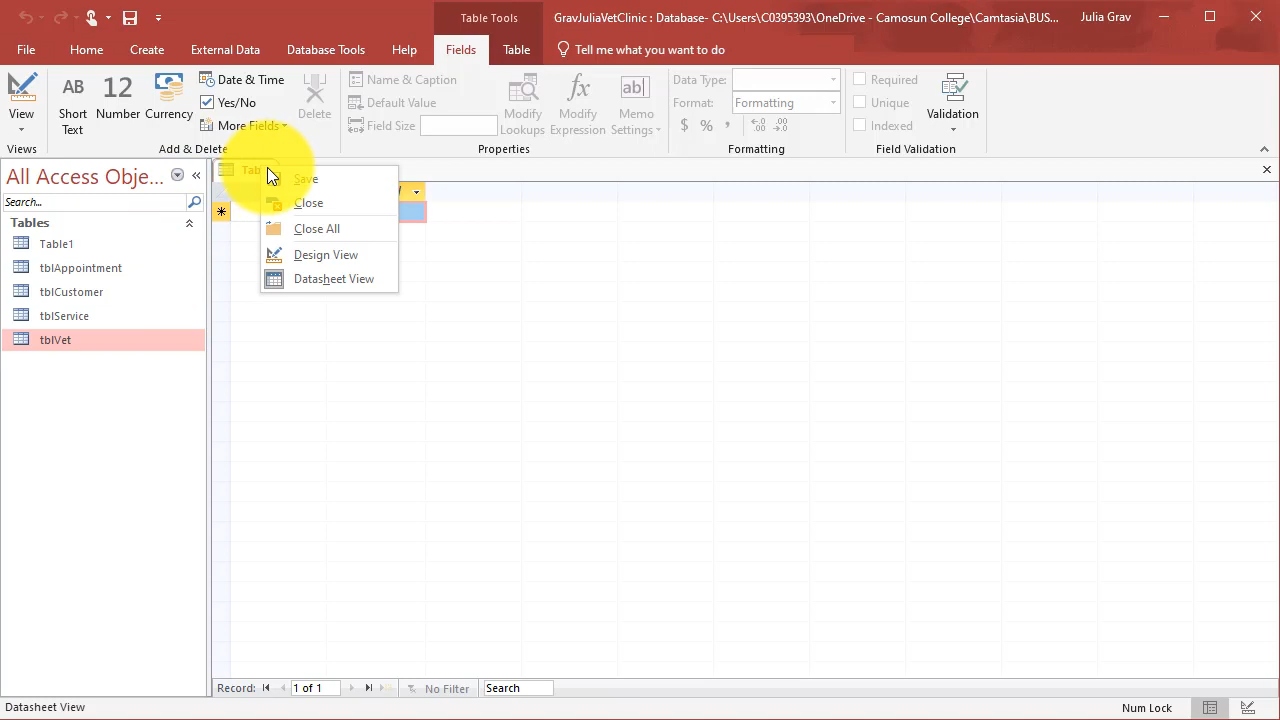 Table Tools
GravJuliaVetClinic : Database- C:\Users\C0395393\OneDrive - Camosun College\Camtasia\BUS...
Julia Grav
File
Home
Create
External Data
Database Tools
Help
Fields
Table
Tell me what you want to do
View
Views
AB
Short
Text
12
Number
Currency
Date & Time
Yes/No
More Fields
Delete
Add & Delete
Name & Caption
Default Value
Field Size
Modify
Lookups
fx
Modify
Expression
ab
Memo
Settings
Properties
Data Type:
Format:
Formatting
$ % ,
Formatting
Required
Unique
Indexed
Validation
Field Validation
All Access Obje...
Search...
Tables
Table1
tblAppointment
tblCustomer
tblService
tblVet
Save
Close
Close All
Design View
Datasheet View
Record:
1 of 1
No Filter
Search
Datasheet View
Num Lock